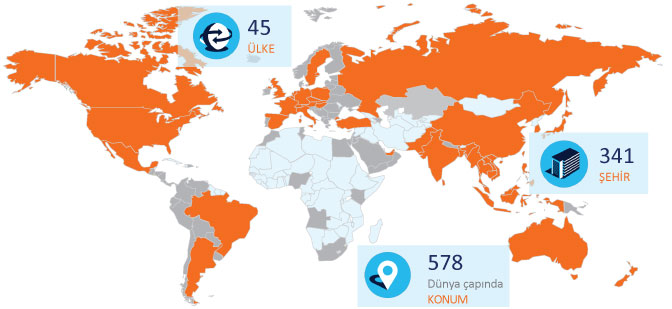 45
ÜLKE
341
ŞEHİR
578
Dünya çapında
KONUM